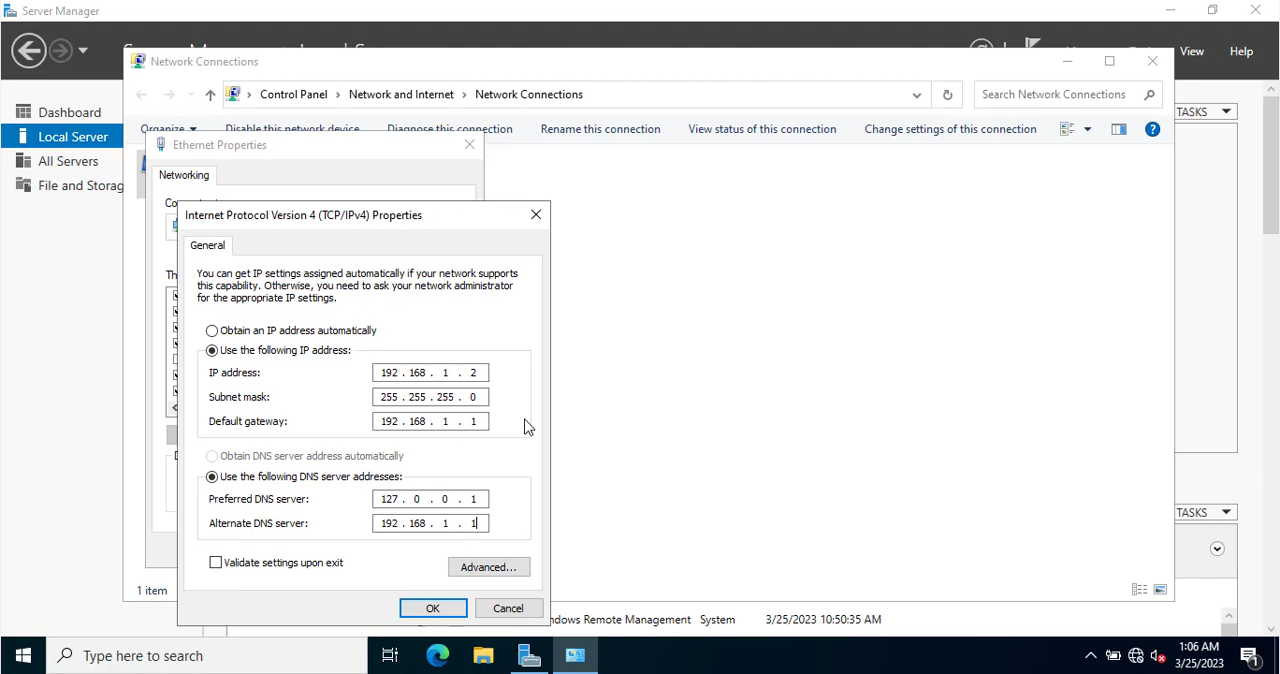 Server Manager
View Help
Network Connections
Control Panel > Network and Internet > Network Connections
Search Network Connections
Organize Disable this network device Diagnose this connection Rename this connection View status of this connection Change settings of this connection
Dashboard
Local Server
All Servers
File and Storag
TASKS
Ethernet Properties
Networking
Internet Protocol Version 4 (TCP/IPv4) Properties
General
You can get IP settings assigned automatically if your network supports
this capability. Otherwise, you need to ask your network administrator
for the appropriate IP settings.
Obtain an IP address automatically
Use the following IP address:
IP address: 192 . 168 . 1 . 2
Subnet mask: 255 . 255 . 255 . 0
Default gateway: 192 . 168 . 1 . 1
Obtain DNS server address automatically
Use the following DNS server addresses:
Preferred DNS server: 127 . 0 . 0 . 1
Alternate DNS server: 192 . 168 . 1 . 1
Validate settings upon exit
Advanced...
OK Cancel
TASKS
1 item
ndows Remote Management System 3/25/2023 10:50:35 AM
Type here to search
1:06 AM
3/25/2023
1